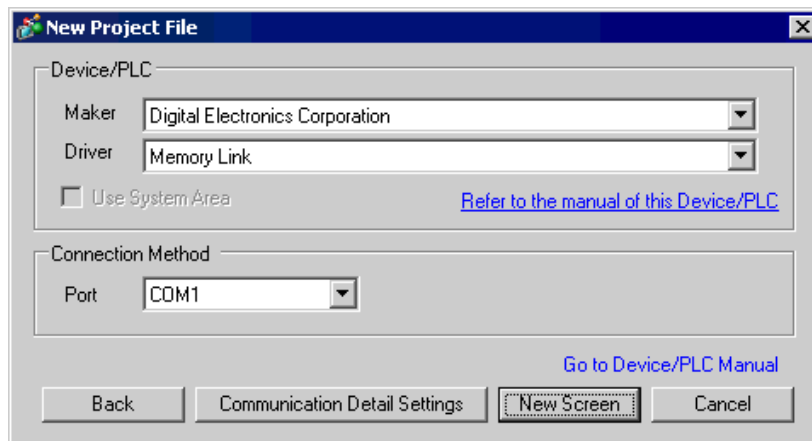 New Project File
Device/PLC
Maker Digital Electronics Corporation
Driver Memory Link
Use System Area Refer to the manual of this Device/PLC
Connection Method
Port COM1
Go to Device/PLC Manual
Back Communication Detail Settings New Screen Cancel